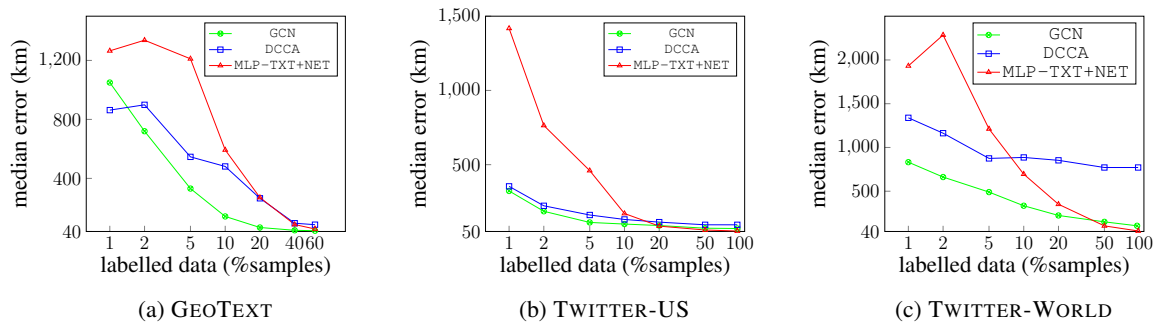 1,200
800
400
40
median error (km)
GCN
DCCA
MLP-TXT+NET
1 2 5 10 20 40 60
labelled data (%samples)
(a) GEOTEXT
1,500
1,000
500
50
median error (km)
GCN
DCCA
MLP-TXT+NET
1 2 5 10 20 50 100
labelled data (%samples)
(b) TWITTER-US
2,000
1,500
1,000
500
40
median error (km)
GCN
DCCA
MLP-TXT+NET
1 2 5 10 20 50 100
labelled data (%samples)
(c) TWITTER-WORLD